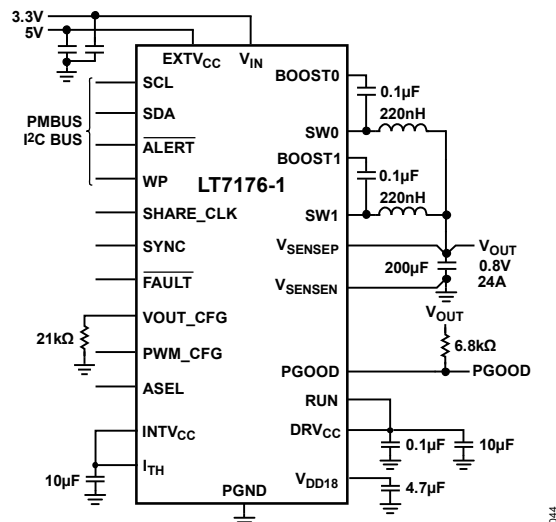 3.3V
5V
EXTVCC
VIN
SCL
SDA
ALERT
WP
PMBUS
I2C BUS
SHARE_CLK
SYNC
FAULT
VOUT_CFG
21kΩ
PWM_CFG
ASEL
INTVCC
ITH
10µF
PGND
LT7176-1
BOOST0
0.1µF
220nH
SW0
BOOST1
0.1µF
220nH
SW1
VSENSEP
VSENSEN
200µF
VOUT
0.8V
24A
VOUT
6.8kΩ
PGOOD
PGOOD
RUN
DRVCC
0.1µF
10µF
VDD18
4.7µF
044